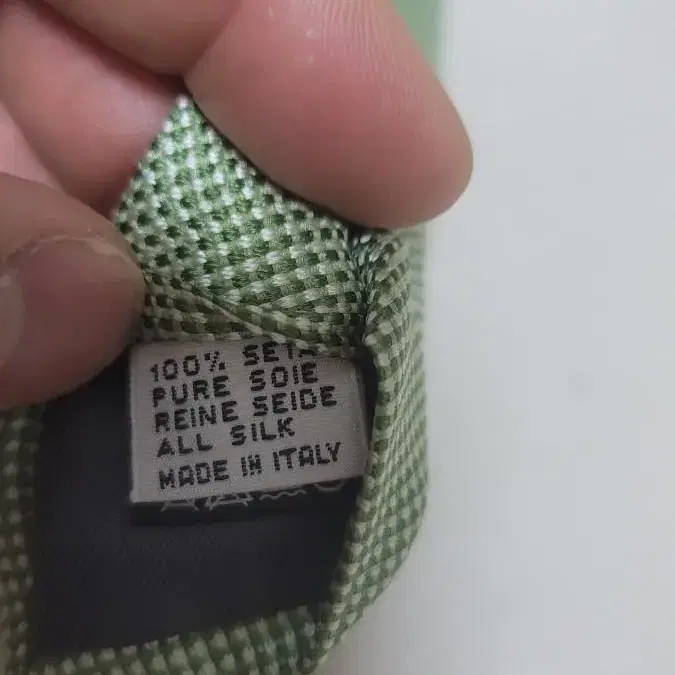 100% SETA
PURE SOIE
REINE SEIDE
ALL SILK
MADE IN ITALY